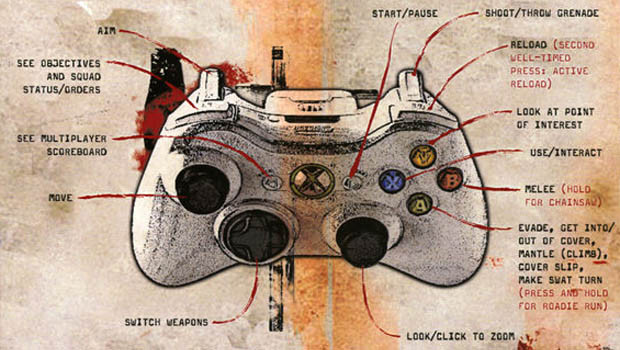 START/PAUSE
SHOOT/THROW GRENADE
AIM
RELOAD (SECOND
WELL-TIMED
PRESS: ACTIVE
RELOAD)
SEE OBJECTIVES
AND SQUAD
STATUS/ORDERS
LOOK AT POINT
OF INTEREST
SEE MULTIPLAYER
SCOREBOARD
USE/INTERACT
MOVE
MELEE (HOLD
FOR CHAINSAW)
Y
X
B
A
EVADE, GET INTO/
OUT OF COVER,
MANTLE (CLIMB),
COVER SLIP,
MAKE SWAT TURN
(PRESS AND HOLD
FOR ROADIE RUN)
SWITCH WEAPONS
LOOK/CLICK TO ZOOM